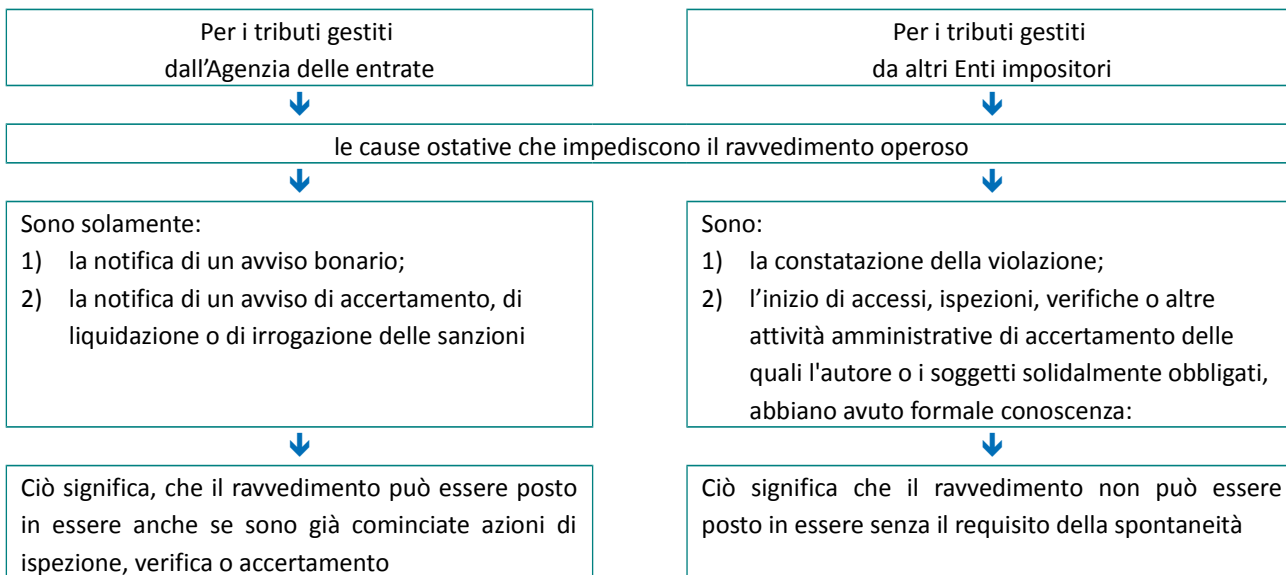 Per i tributi gestiti
dall'Agenzia delle entrate
Per i tributi gestiti
da altri Enti impositori
le cause ostative che impediscono il ravvedimento operoso
Sono solamente:
1) la notifica di un avviso bonario;
2) la notifica di un avviso di accertamento, di
liquidazione o di irrogazione delle sanzioni
Sono:
1) la constatazione della violazione;
2) l'inizio di accessi, ispezioni, verifiche o altre
attività amministrative di accertamento delle
quali l'autore o i soggetti solidalmente obbligati,
abbiano avuto formale conoscenza:
Ciò significa, che il ravvedimento può essere posto
in essere anche se sono già cominciate azioni di
ispezione, verifica o accertamento
Ciò significa che il ravvedimento non può essere
posto in essere senza il requisito della spontaneità